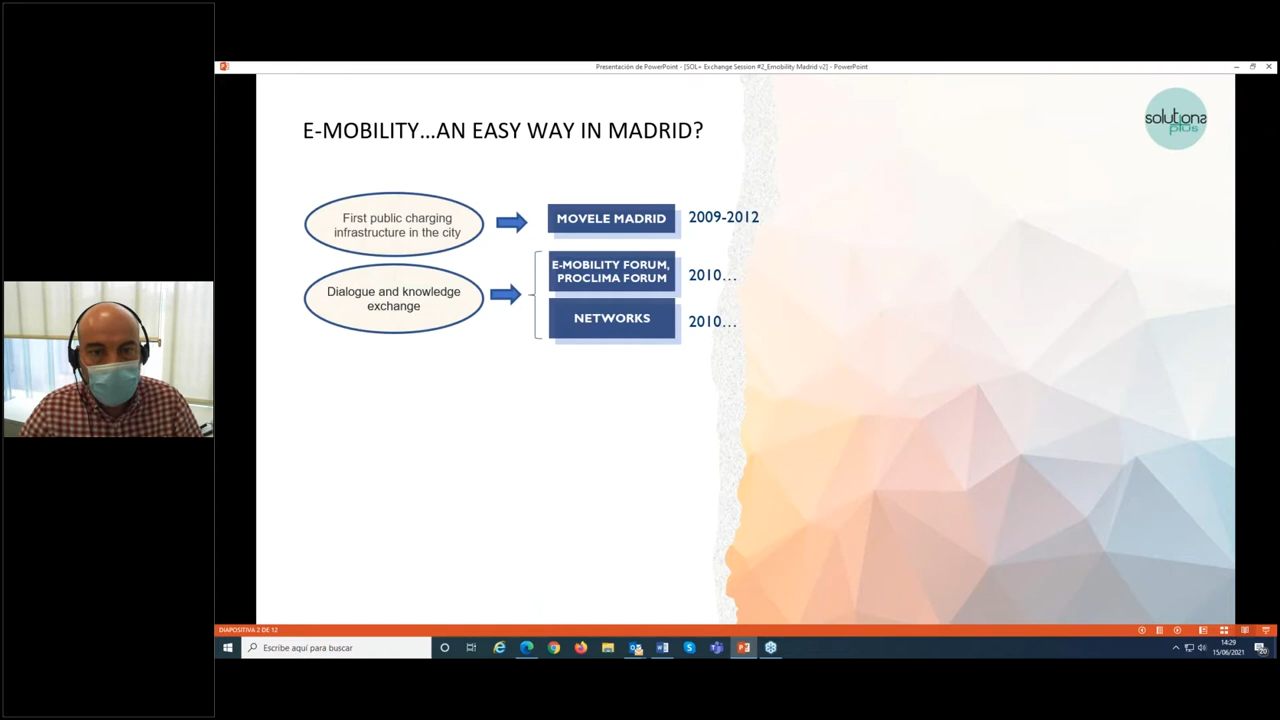 Presentación de PowerPoint - [SOL+ Exchange Session #2_Emobility Madrid v2] - PowerPoint
E-MOBILITY...AN EASY WAY IN MADRID?
solutions
plus
First public charging
infrastructure in the city
MOVELE MADRID
2009-2012
Dialogue and knowledge
exchange
E-MOBILITY FORUM,
PROCLIMA FORUM
2010...
NETWORKS
2010...
DIAPOSITIVA 2 DE 12
Escribe aquí para buscar
14:29
15/06/2021
20